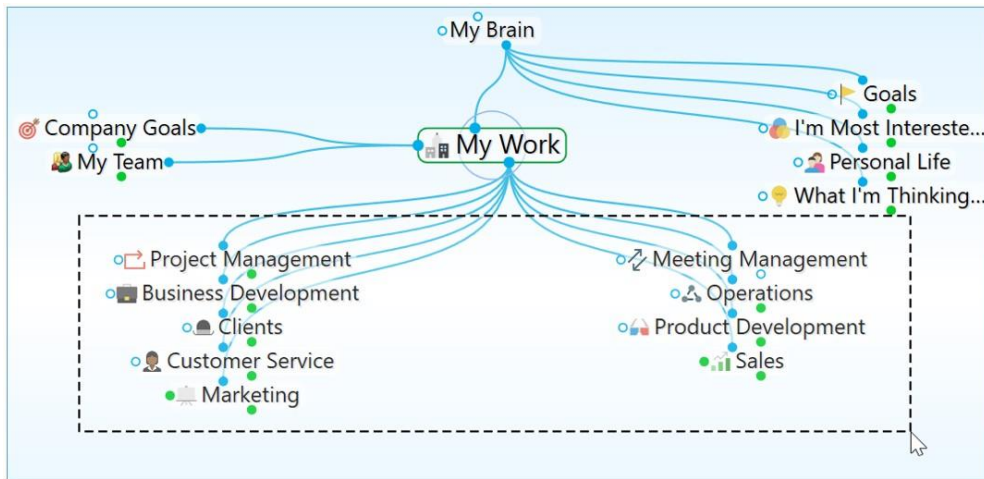 My Brain
Goals
I'm Most Intereste...
Personal Life
What I'm Thinking...
Company Goals
My Team
My Work
Project Management
Business Development
Clients
Customer Service
Marketing
Meeting Management
Operations
Product Development
Sales